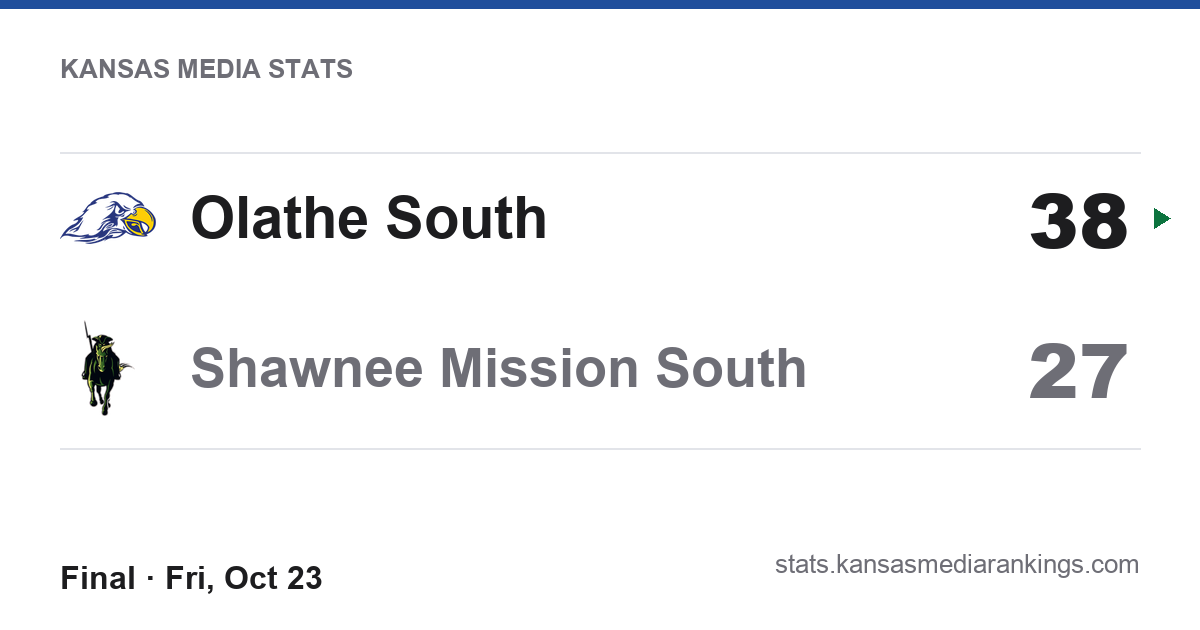 KANSAS MEDIA STATS
Olathe South 38
Shawnee Mission South 27
Final · Fri, Oct 23
stats.kansasmediarankings.com